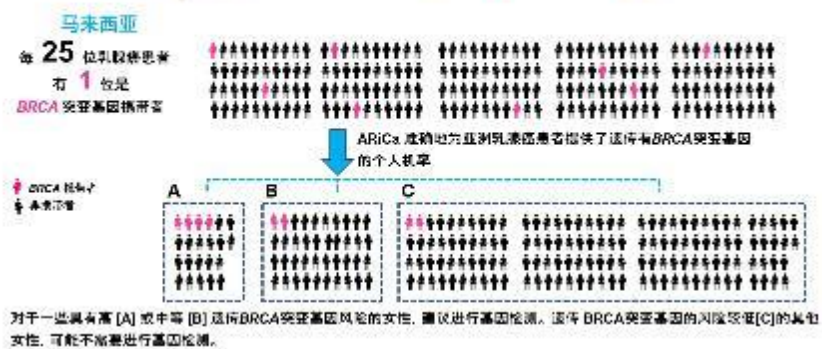 马来西亚
每 25 位乳腺癌患者
有 1 位是
BRCA 突变基因携带者
ARiCa 准确地为亚洲乳腺癌患者提供了遗传有BRCA突变基因
的个人机率
BRCA 携带者
非携带者
A
B
C
对于一些具有高 [A] 或中等 [B] 遗传BRCA突变基因风险的女性, 建议进行基因检测。遗传 BRCA突变基因的风险较低[C]的其他
女性, 可能不需要进行基因检测。